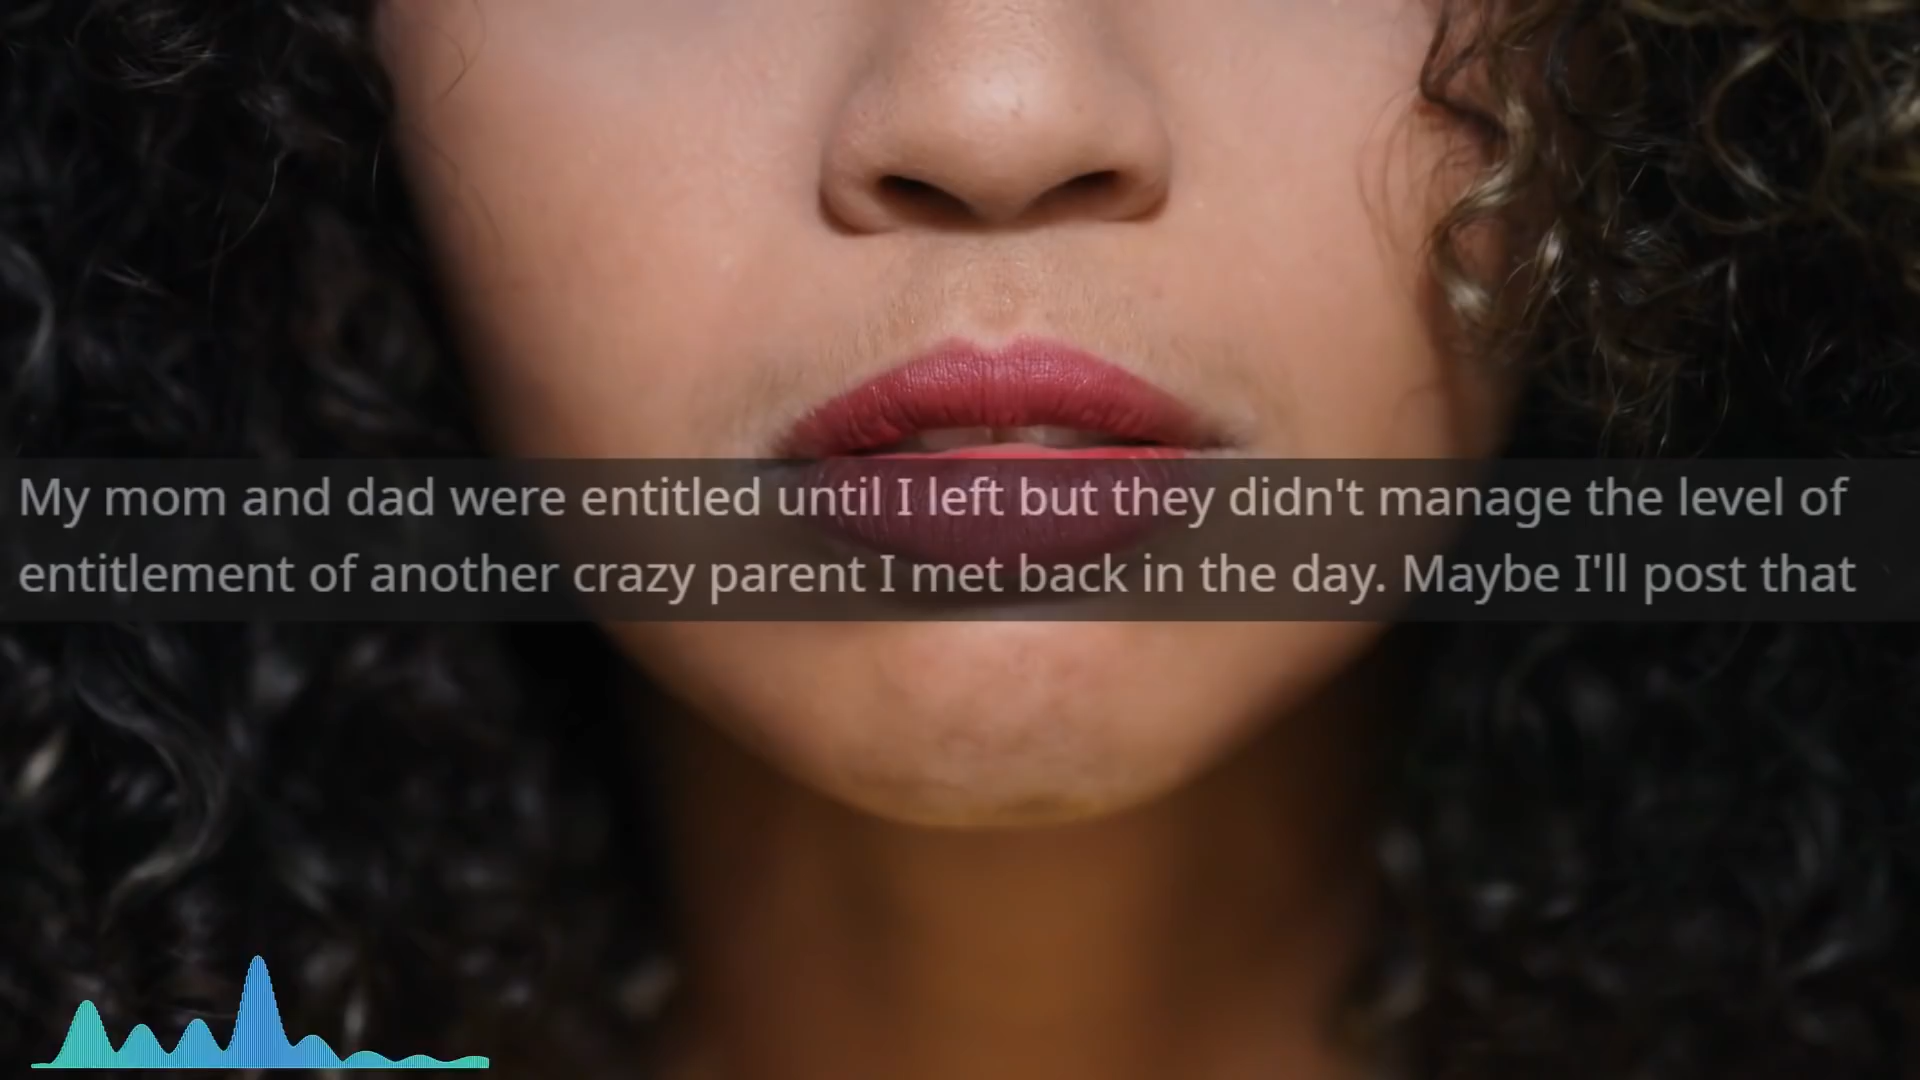 My mom and dad were entitled until I left but they didn't manage the level of
entitlement of another crazy parent I met back in the day. Maybe I'll post that